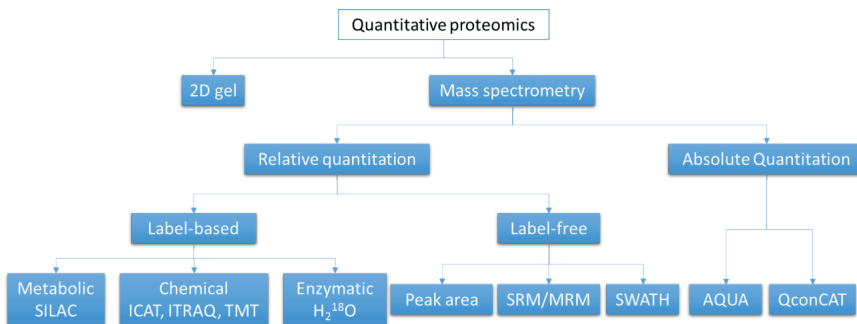 Quantitative proteomics
2D gel
Mass spectrometry
Relative quantitation
Absolute Quantitation
Label-based
Label-free
Metabolic
SILAC
Chemical
ICAT, ITRAQ, TMT
Enzymatic
H₂¹⁸O
Peak area
SRM/MRM
SWATH
AQUA
QconCAT